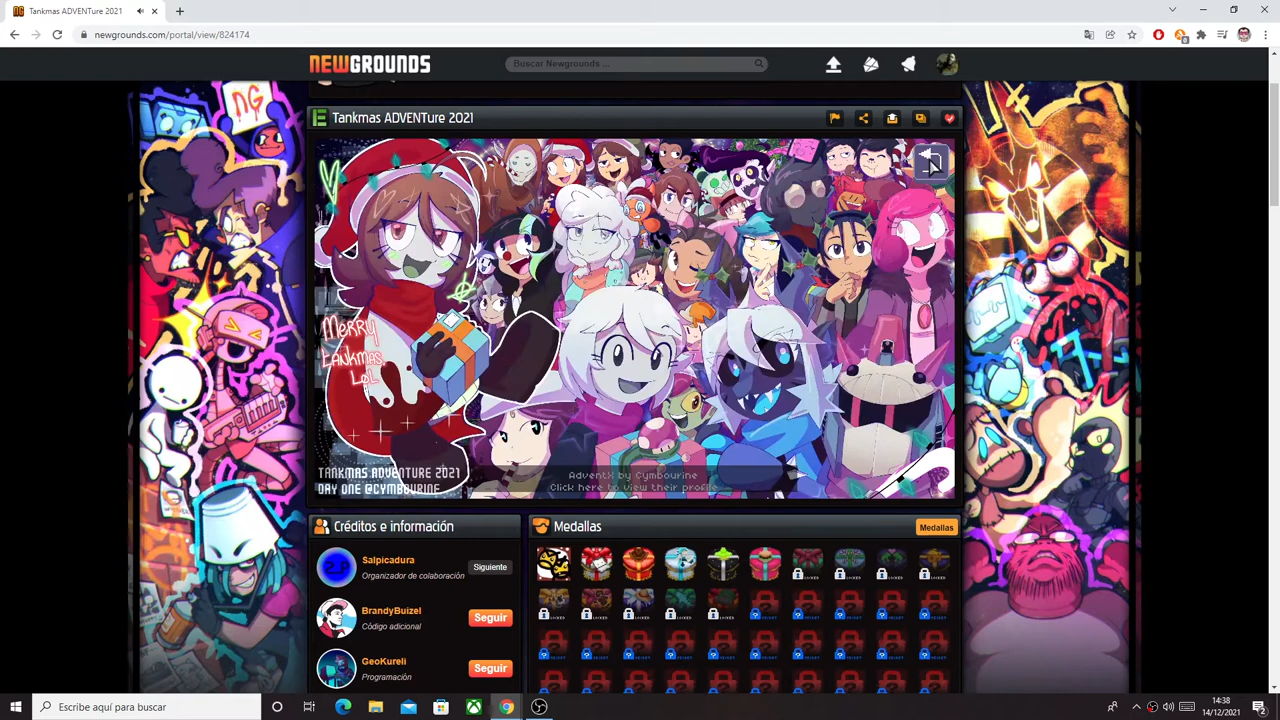 Tankmas ADVENTure 2021
newgrounds.com/portal/view/824174
NEWGROUNDS
Buscar Newgrounds ...
NG
E Tankmas ADVENTure 2021
Merry
Tankmas
LoL
TANKMAS ADVENTURE 2021
DAY ONE @CYMBOURINE
AdventX by Cymbourine
Click here to view their profile
Créditos e información
Medallas
Medallas
Salpicadura
Organizador de colaboración
Siguiente
BrandyBuizel
Código adicional
Seguir
GeoKureli
Programación
Seguir
Escribe aquí para buscar
14:38
14/12/2021
2